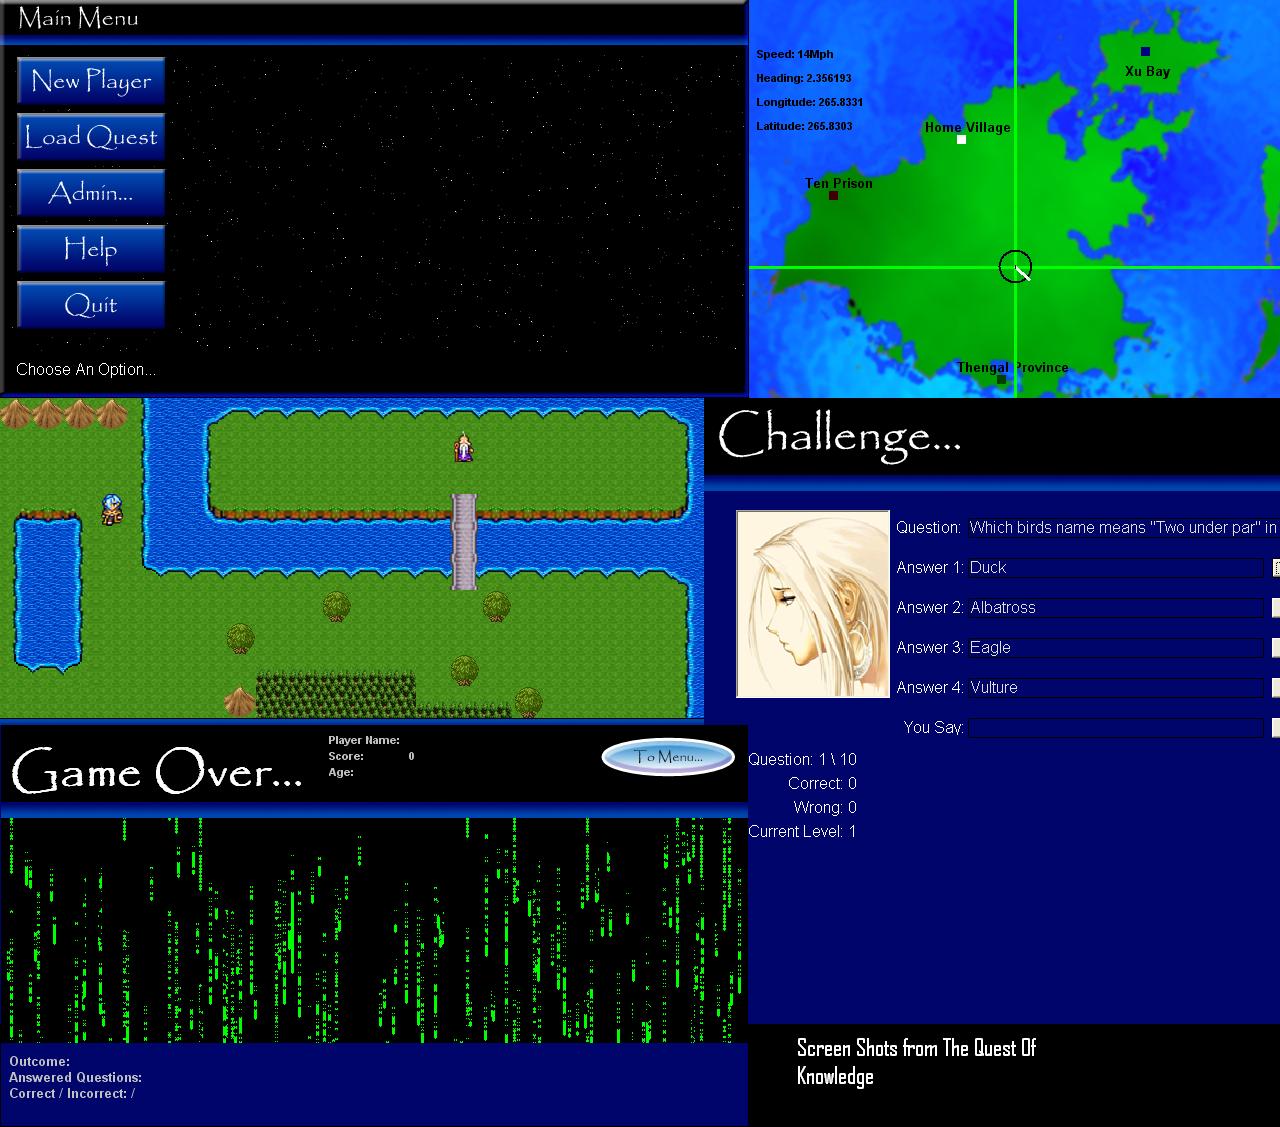 Main Menu
New Player
Load Quest
Admin...
Help
Quit
Choose An Option...
Speed: 14Mph
Heading: 2.356193
Longitude: 265.8331
Latitude: 265.8303
Xu Bay
Home Village
Ten Prison
Thengal Province
Challenge...
Question: Which birds name means "Two under par" in
Answer 1: Duck
Answer 2: Albatross
Answer 3: Eagle
Answer 4: Vulture
You Say:
Question: 1 \ 10
Correct: 0
Wrong: 0
Current Level: 1
Game Over...
Player Name:
Score: 0
Age:
To Menu...
Outcome:
Answered Questions:
Correct / Incorrect: /
Screen Shots from The Quest Of
Knowledge